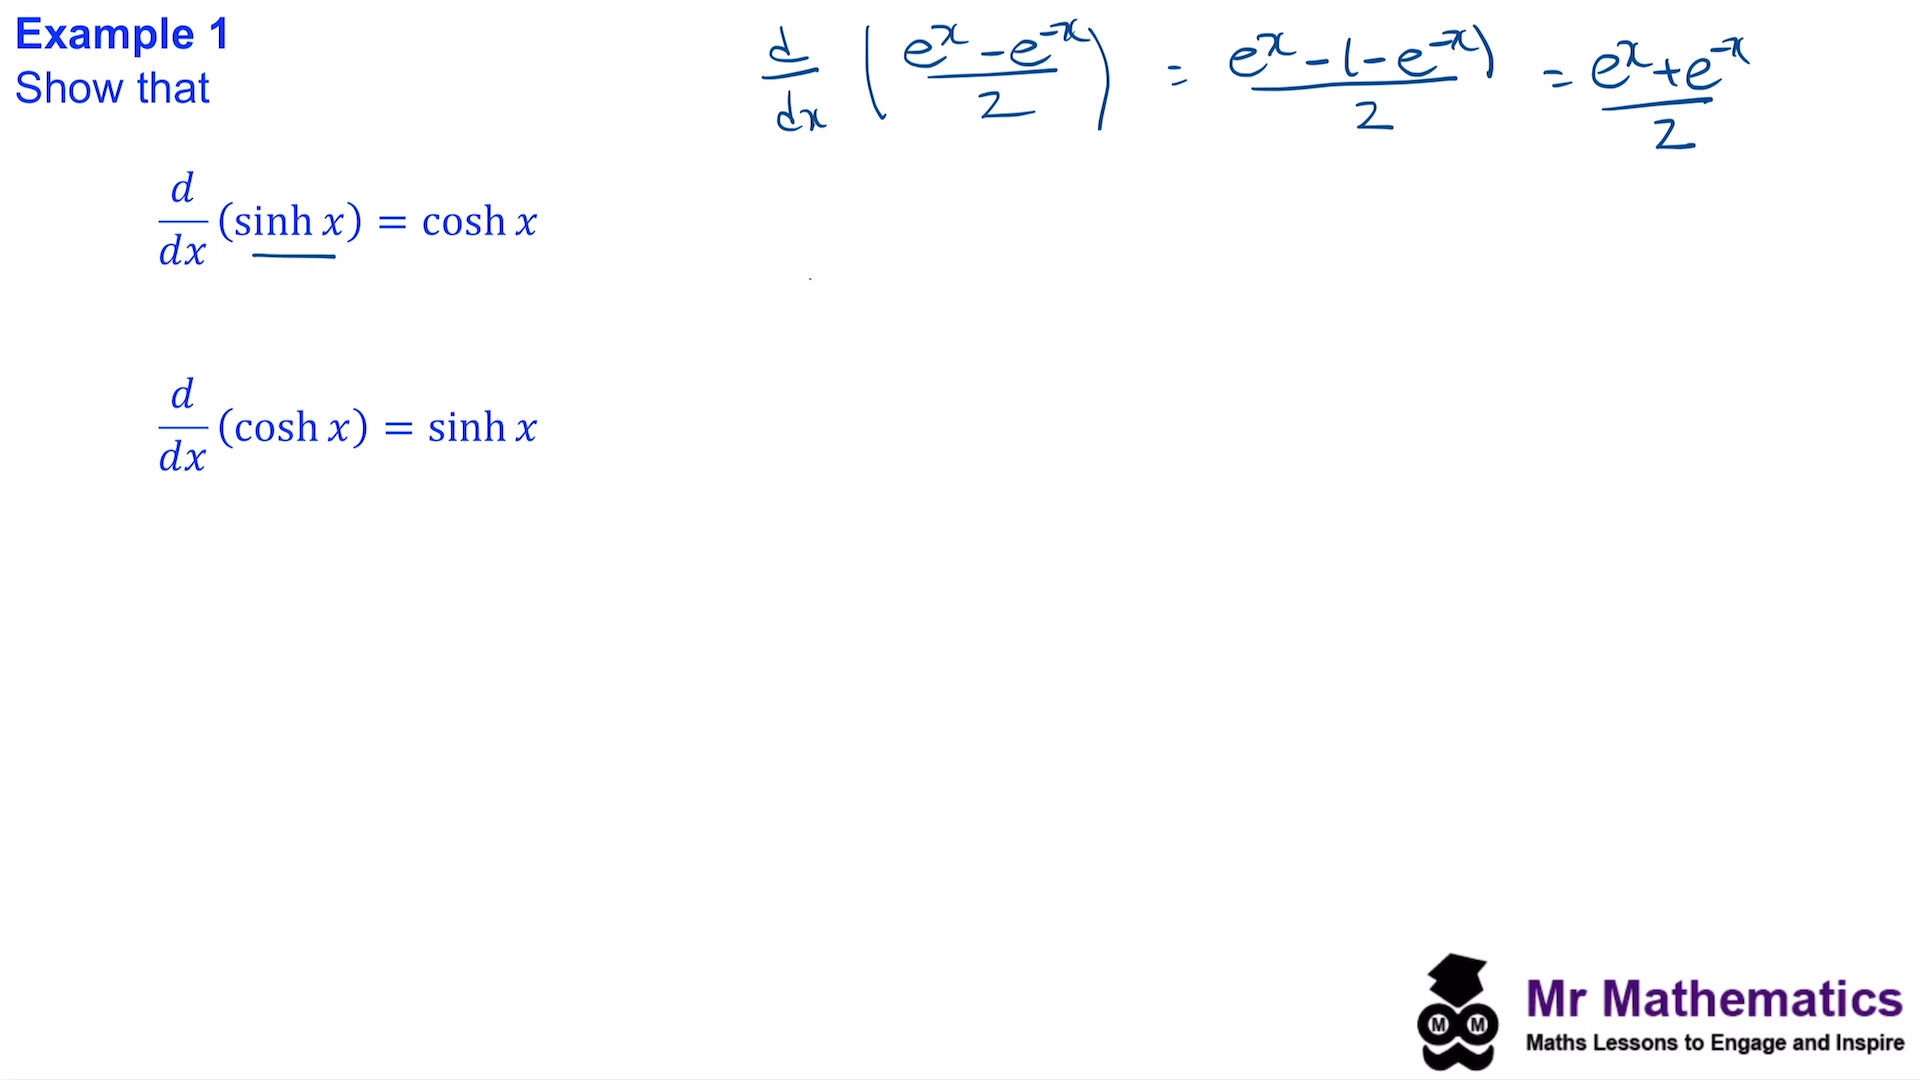 Example 1
Show that
d/dx (sinh x) = cosh x
d/dx (cosh x) = sinh x
d/dx ((e^x - e^-x)/2) = (e^x - 1 - e^-x))/2 = (e^x + e^-x)/2
M M
Mr Mathematics
Maths Lessons to Engage and Inspire